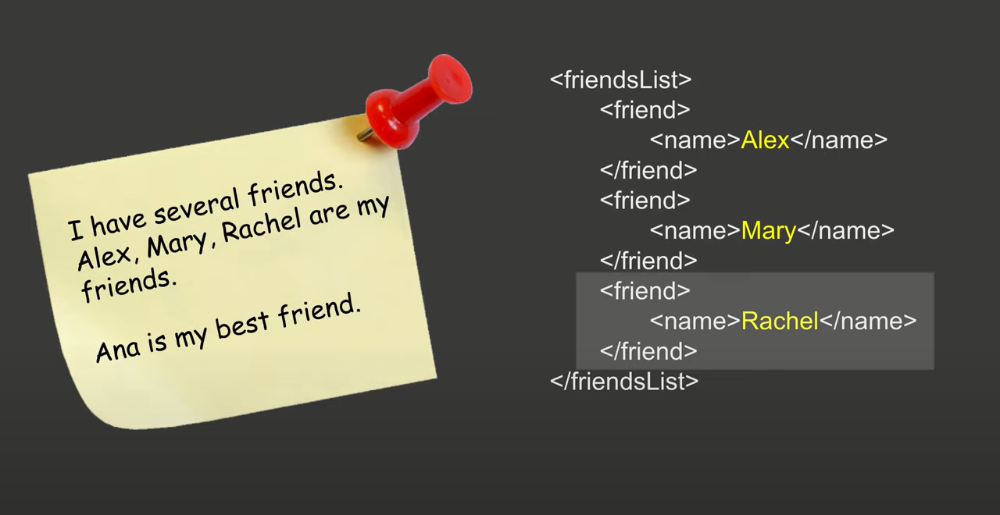 I have several friends.
Alex, Mary, Rachel are my
friends.
Ana is my best friend.
<friendsList>
<friend>
<name>Alex</name>
</friend>
<friend>
<name>Mary</name>
</friend>
<friend>
<name>Rachel</name>
</friend>
</friendsList>